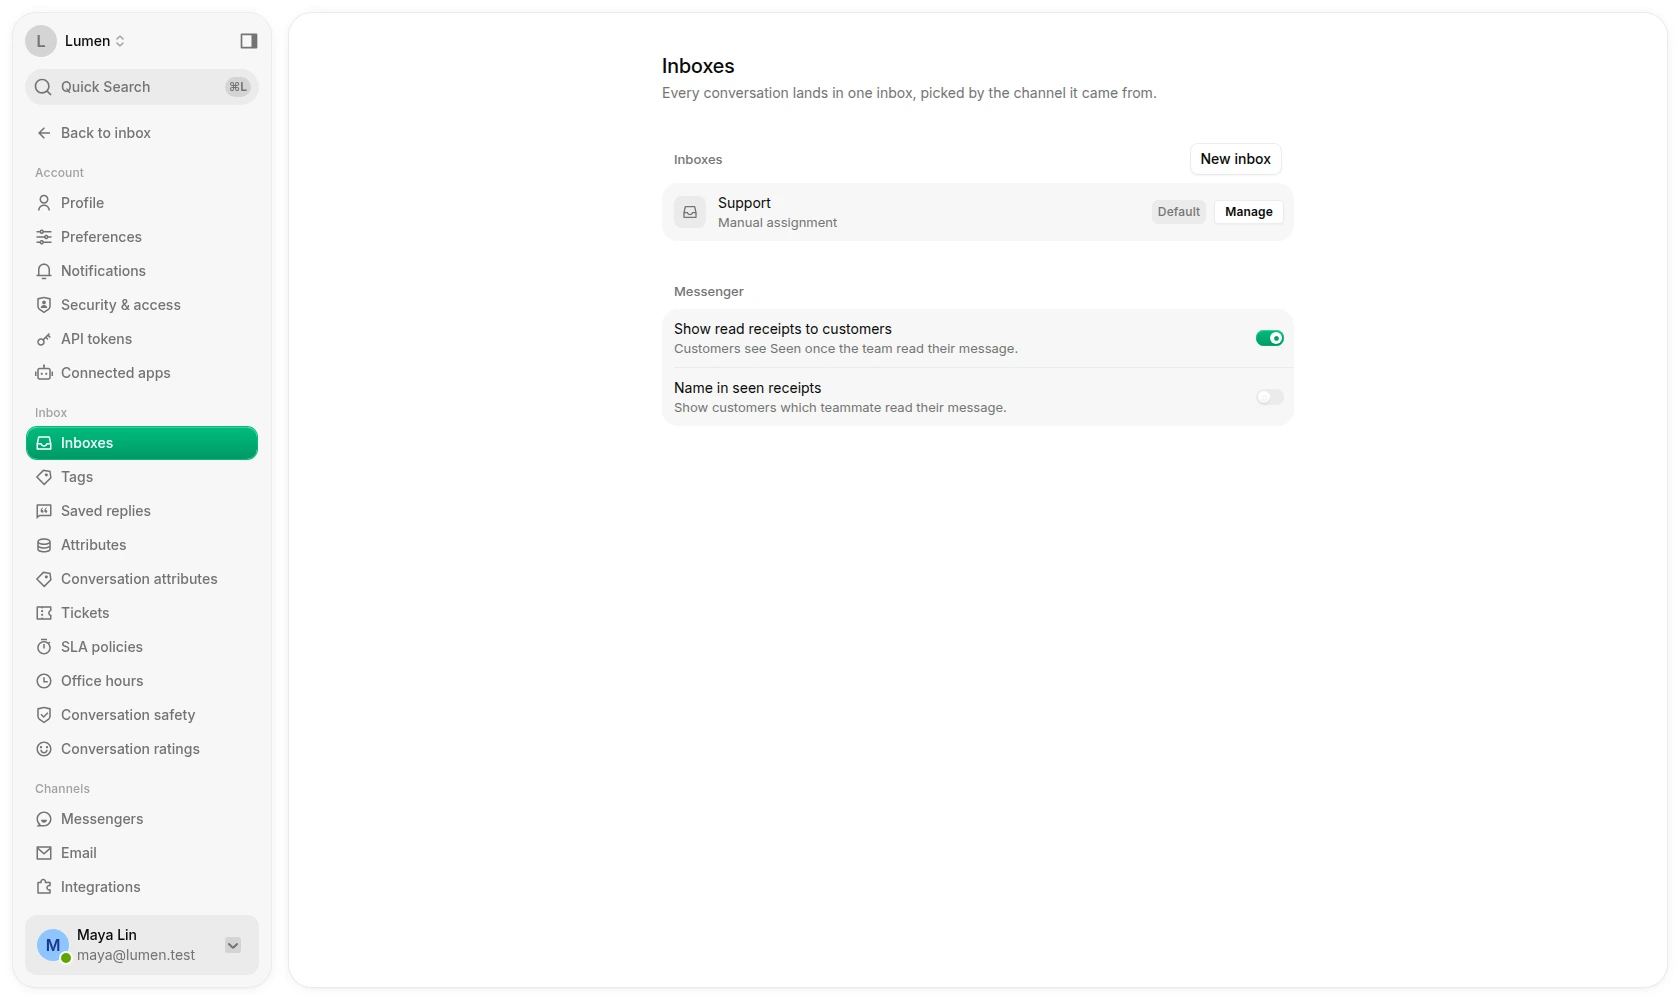 L Lumen
Quick Search ⌘L
Back to inbox
Account
Profile
Preferences
Notifications
Security & access
API tokens
Connected apps
Inbox
Inboxes
Tags
Saved replies
Attributes
Conversation attributes
Tickets
SLA policies
Office hours
Conversation safety
Conversation ratings
Channels
Messengers
Email
Integrations
M Maya Lin
maya@lumen.test
Inboxes
Every conversation lands in one inbox, picked by the channel it came from.
Inboxes New inbox
Support
Manual assignment
Default Manage
Messenger
Show read receipts to customers
Customers see Seen once the team read their message.
Name in seen receipts
Show customers which teammate read their message.